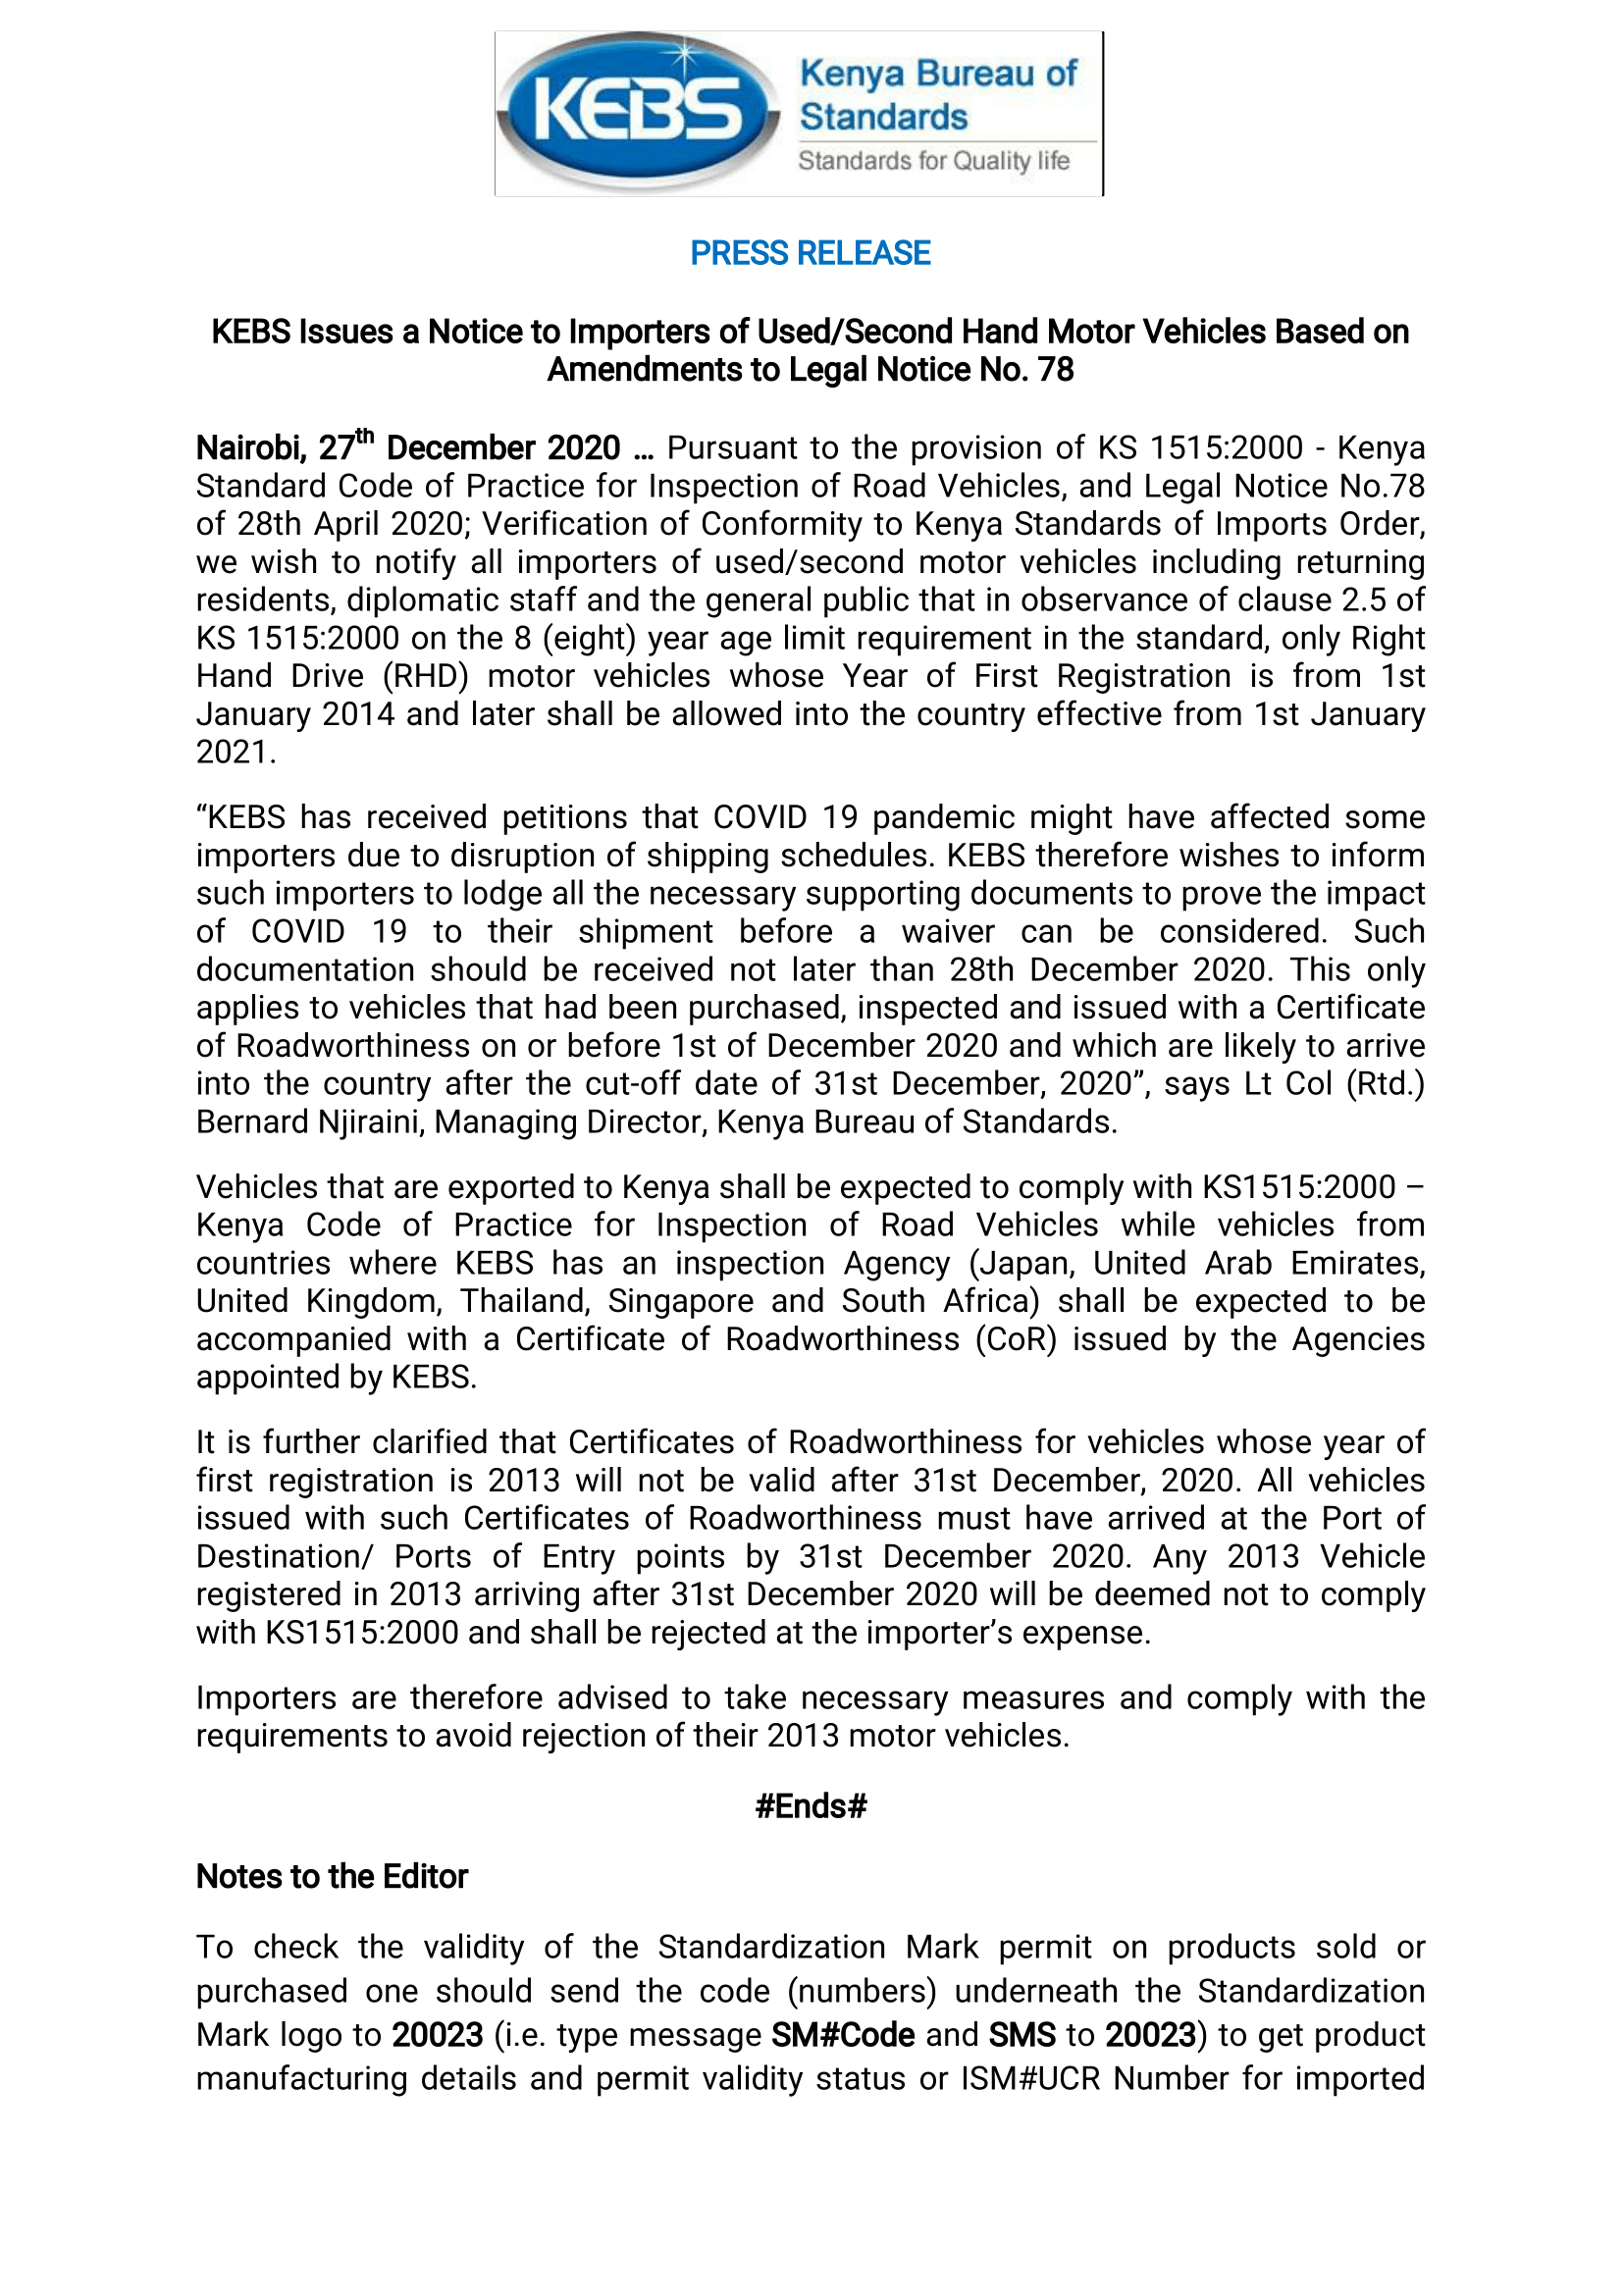 KEBS
Kenya Bureau of
Standards
Standards for Quality life
PRESS RELEASE
KEBS Issues a Notice to Importers of Used/Second Hand Motor Vehicles Based on
Amendments to Legal Notice No. 78
Nairobi, 27th December 2020 … Pursuant to the provision of KS 1515:2000 - Kenya
Standard Code of Practice for Inspection of Road Vehicles, and Legal Notice No.78
of 28th April 2020; Verification of Conformity to Kenya Standards of Imports Order,
we wish to notify all importers of used/second motor vehicles including returning
residents, diplomatic staff and the general public that in observance of clause 2.5 of
KS 1515:2000 on the 8 (eight) year age limit requirement in the standard, only Right
Hand Drive (RHD) motor vehicles whose Year of First Registration is from 1st
January 2014 and later shall be allowed into the country effective from 1st January
2021.
“KEBS has received petitions that COVID 19 pandemic might have affected some
importers due to disruption of shipping schedules. KEBS therefore wishes to inform
such importers to lodge all the necessary supporting documents to prove the impact
of COVID 19 to their shipment before a waiver can be considered. Such
documentation should be received not later than 28th December 2020. This only
applies to vehicles that had been purchased, inspected and issued with a Certificate
of Roadworthiness on or before 1st of December 2020 and which are likely to arrive
into the country after the cut-off date of 31st December, 2020”, says Lt Col (Rtd.)
Bernard Njiraini, Managing Director, Kenya Bureau of Standards.
Vehicles that are exported to Kenya shall be expected to comply with KS1515:2000 –
Kenya Code of Practice for Inspection of Road Vehicles while vehicles from
countries where KEBS has an inspection Agency (Japan, United Arab Emirates,
United Kingdom, Thailand, Singapore and South Africa) shall be expected to be
accompanied with a Certificate of Roadworthiness (CoR) issued by the Agencies
appointed by KEBS.
It is further clarified that Certificates of Roadworthiness for vehicles whose year of
first registration is 2013 will not be valid after 31st December, 2020. All vehicles
issued with such Certificates of Roadworthiness must have arrived at the Port of
Destination/ Ports of Entry points by 31st December 2020. Any 2013 Vehicle
registered in 2013 arriving after 31st December 2020 will be deemed not to comply
with KS1515:2000 and shall be rejected at the importer’s expense.
Importers are therefore advised to take necessary measures and comply with the
requirements to avoid rejection of their 2013 motor vehicles.
#Ends#
Notes to the Editor
To check the validity of the Standardization Mark permit on products sold or
purchased one should send the code (numbers) underneath the Standardization
Mark logo to 20023 (i.e. type message SM#Code and SMS to 20023) to get product
manufacturing details and permit validity status or ISM#UCR Number for imported